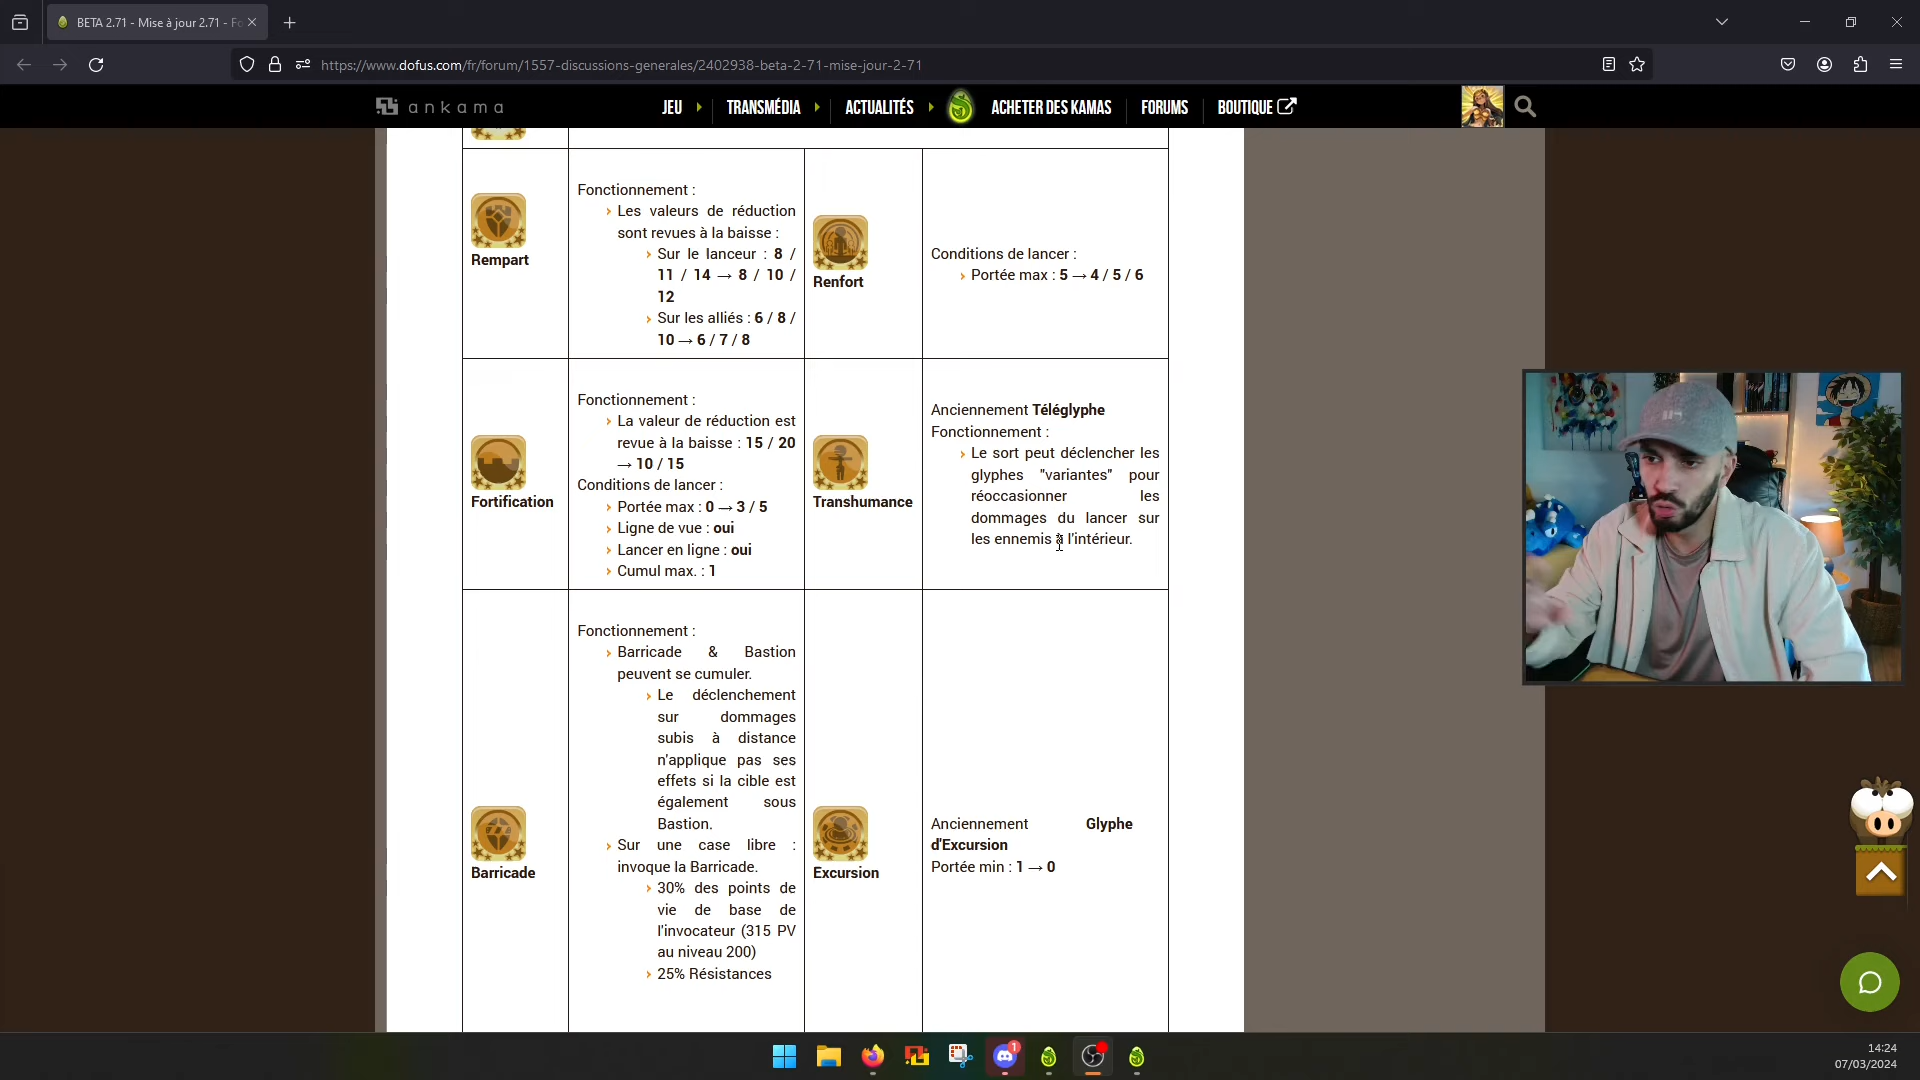 BETA 2.71 - Mise à jour 2.71 - Fo
https://www.dofus.com/fr/forum/1557-discussions-generales/2402938-beta-2-71-mise-jour-2-71
ankama
JEU
TRANSMÉDIA
ACTUALITÉS
ACHETER DES KAMAS
FORUMS
BOUTIQUE
Rempart
Fonctionnement :
Les valeurs de réduction
sont revues à la baisse :
Sur le lanceur : 8 /
11 / 14 → 8 / 10 /
12
Sur les alliés : 6 / 8 /
10 → 6 / 7 / 8
Renfort
Conditions de lancer :
Portée max : 5 → 4 / 5 / 6
Fortification
Fonctionnement :
La valeur de réduction est
revue à la baisse : 15 / 20
→ 10 / 15
Conditions de lancer :
Portée max : 0 → 3 / 5
Ligne de vue : oui
Lancer en ligne : oui
Cumul max. : 1
Transhumance
Anciennement Téléglyphe
Fonctionnement :
Le sort peut déclencher les
glyphes "variantes" pour
réoccasionner les
dommages du lancer sur
les ennemis à l'intérieur.
Barricade
Fonctionnement :
Barricade & Bastion
peuvent se cumuler.
Le déclenchement
sur dommages
subis à distance
n'applique pas ses
effets si la cible est
également sous
Bastion.
Sur une case libre :
invoque la Barricade.
30% des points de
vie de base de
l'invocateur (315 PV
au niveau 200)
25% Résistances
Excursion
Anciennement Glyphe
d'Excursion
Portée min : 1 → 0
1
14:24
07/03/2024